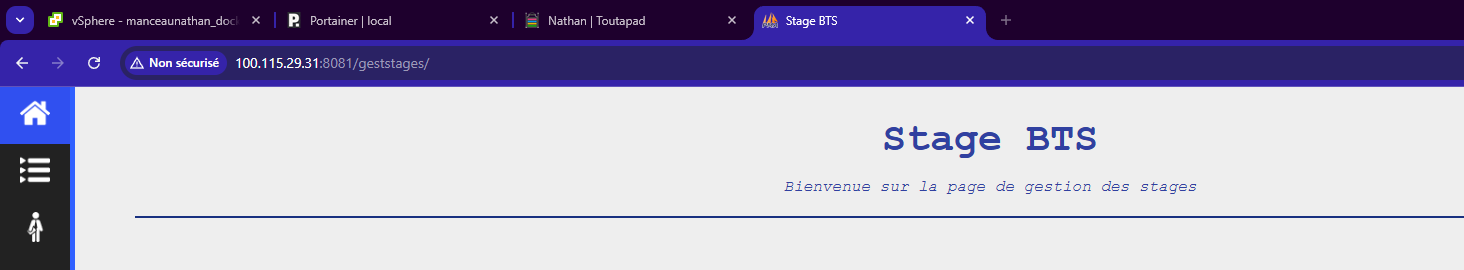 vSphere - manceaunathan_doc
Portainer | local
Nathan | Toutapad
Stage BTS
Non sécurisé
100.115.29.31:8081/geststages/
Stage BTS
Bienvenue sur la page de gestion des stages